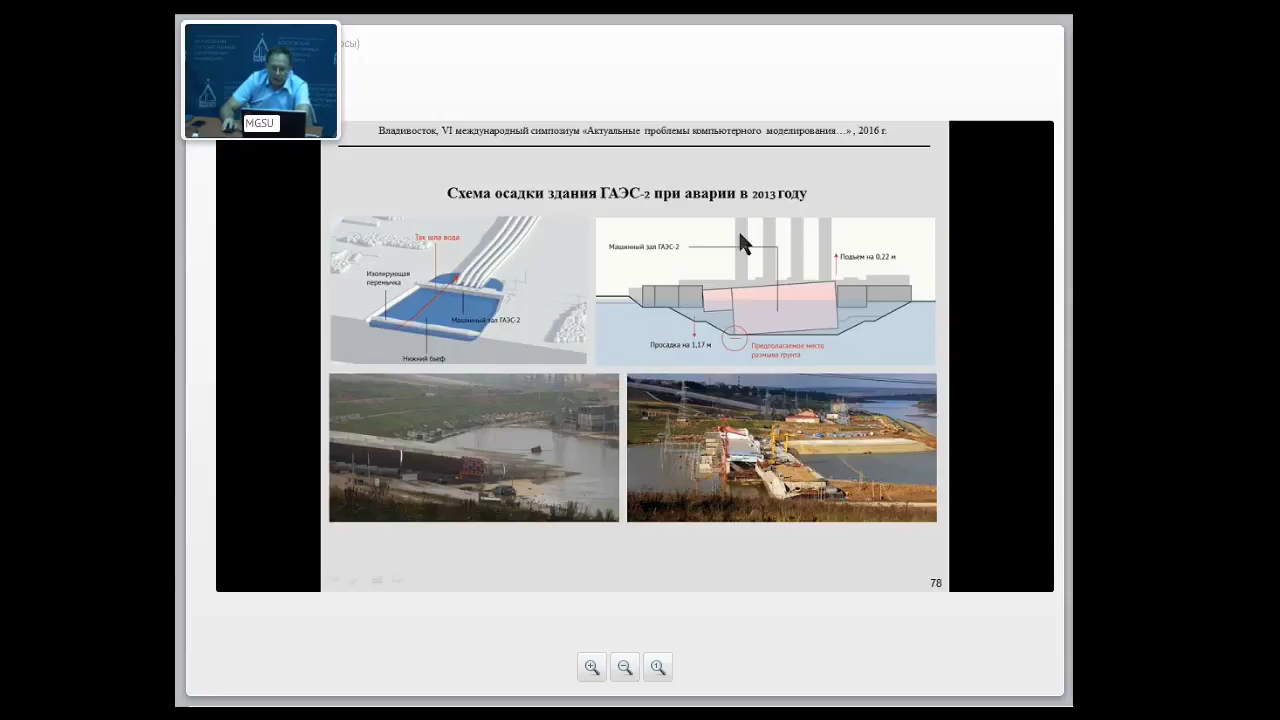 осы)
MGSU
Владивосток, VI международный симпозиум «Актуальные проблемы компьютерного моделирования…» , 2016 г.
Схема осадки здания ГАЭС-2 при аварии в 2013 году
Так шла вода
Изолирующая
перемычка
Машинный зал ГАЭС-2
Нижний бьеф
Машинный зал ГАЭС-2
Подъем на 0,22 м
Просадка на 1,17 м
Предполагаемое место
размыва грунта
78